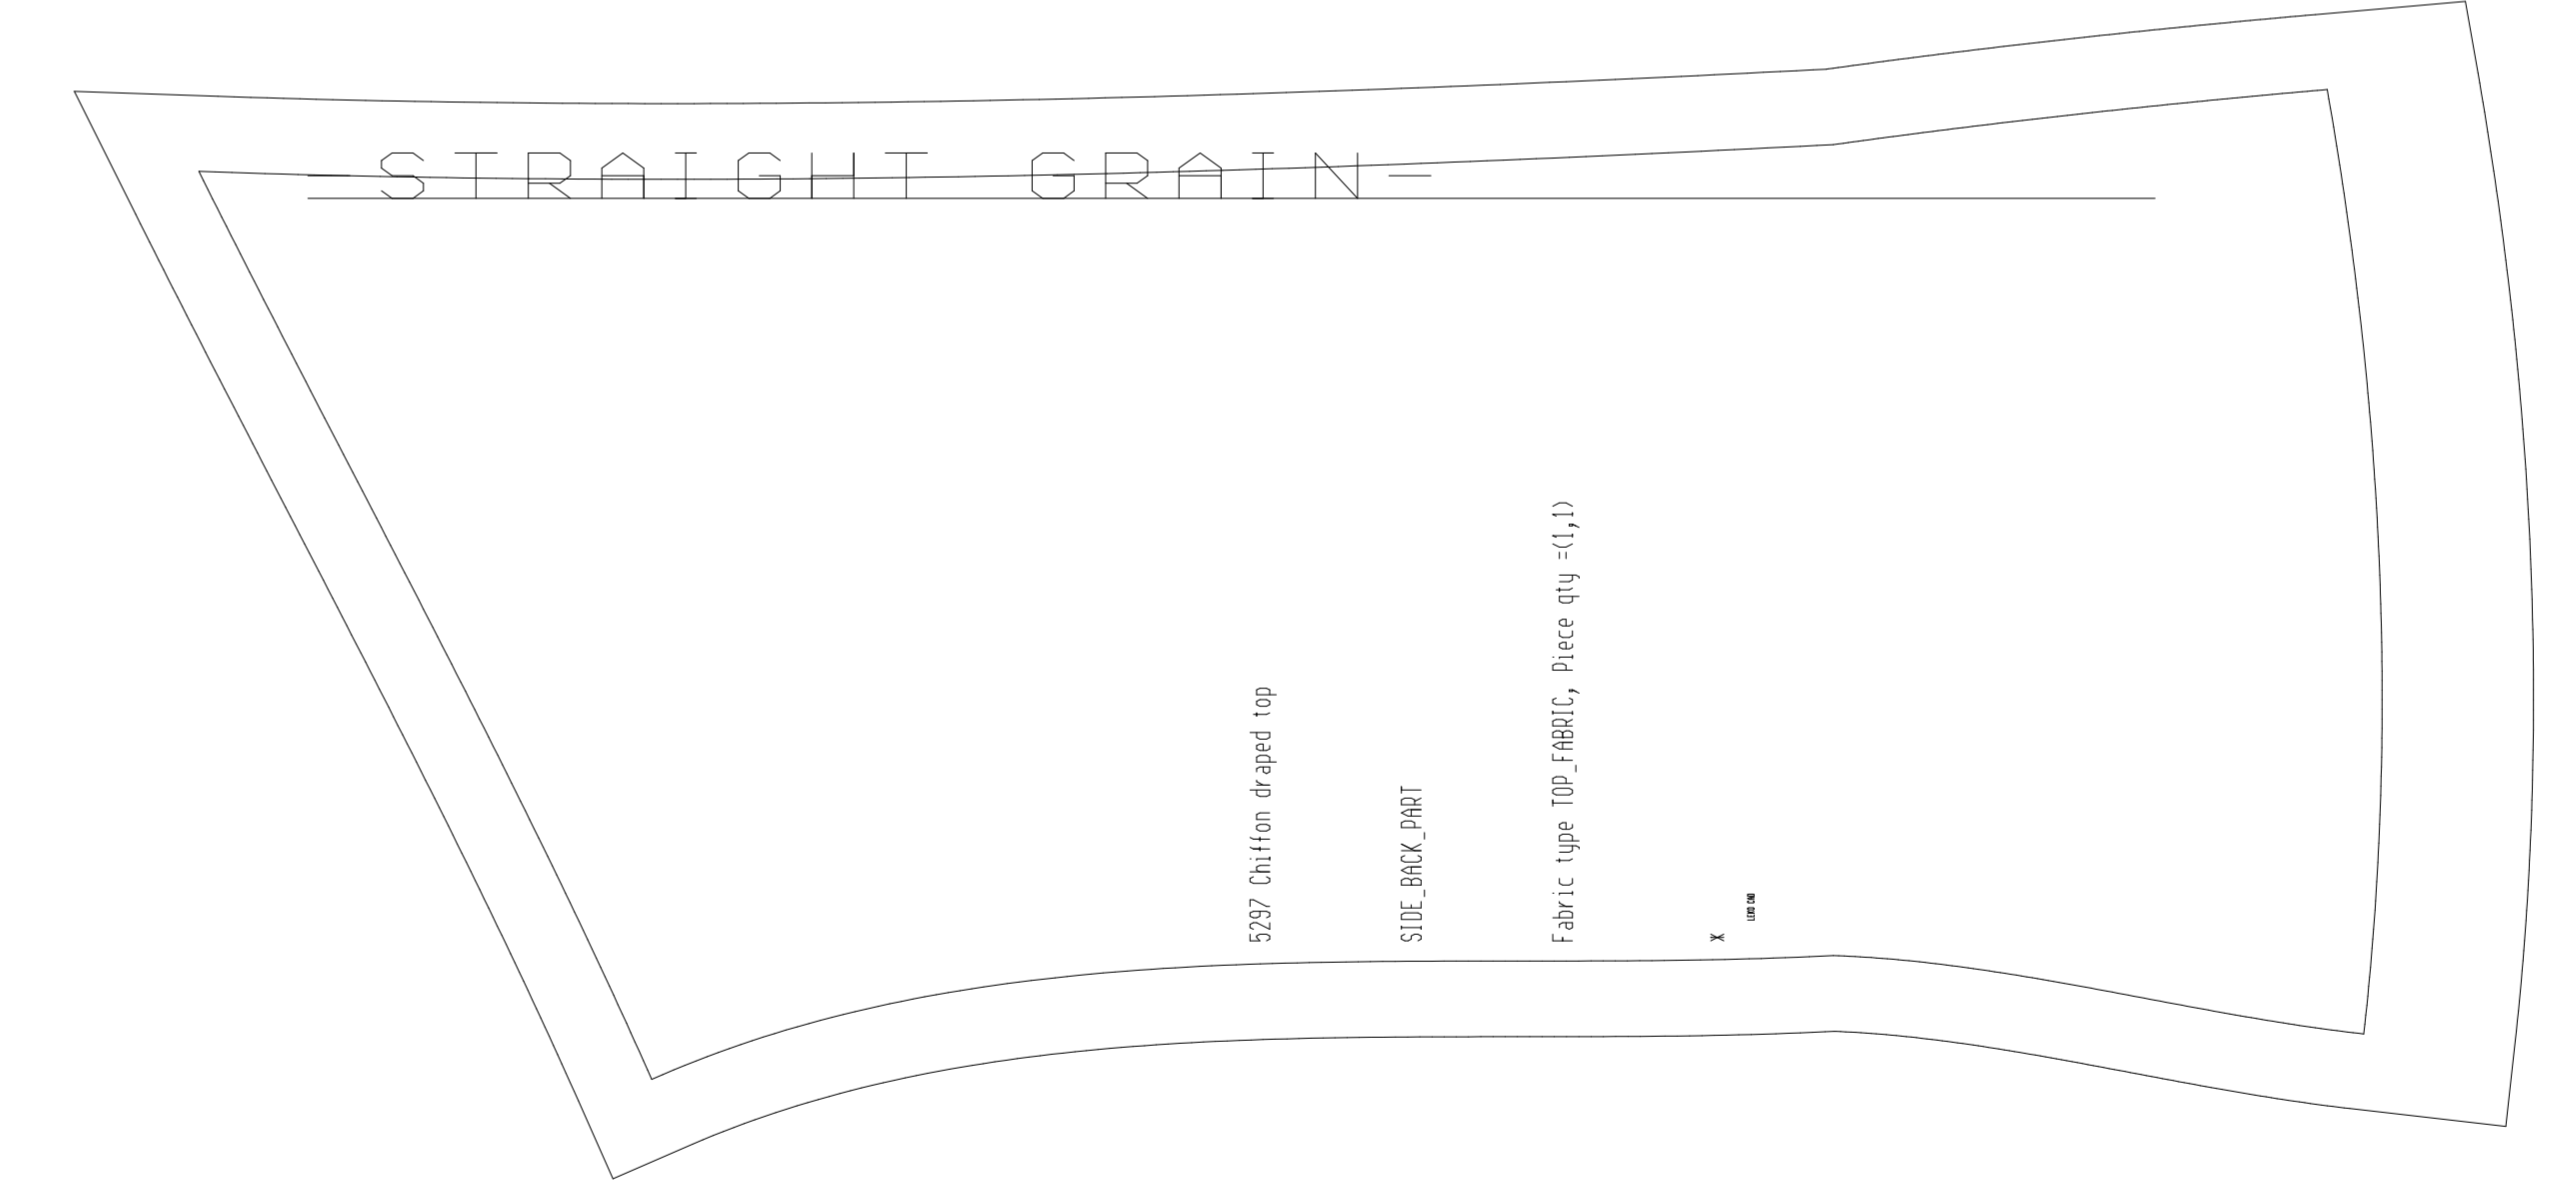 - STRAIGHT GRAIN-
5297 Chiffon draped top
SIDE_BACK_PART
Fabric type TOP_FABRIC, Piece qty =(1,1)
*